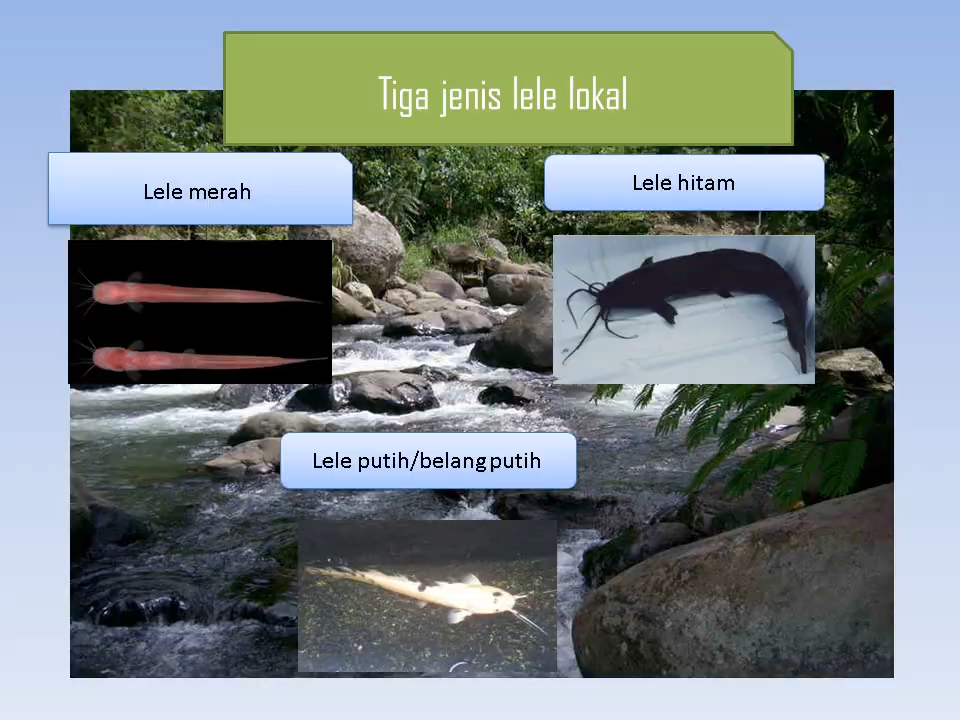 Tiga jenis lele lokal
Lele merah
Lele hitam
Lele putih/belang putih